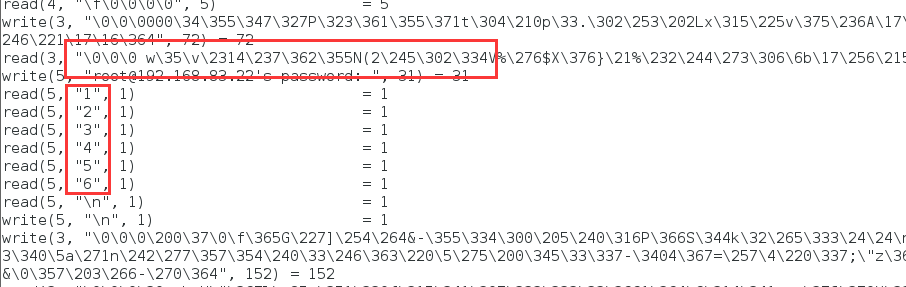 read(4, "\f\0\0\0\0", 5)                = 5
write(3, "\0\0\0000\34\355\347\327P\323\361\355\371t\304\210p\33.\302\253\202Lx\315\225v\375\236A\17\
246\221\17\16\364", 72) = 72
read(3, "\0\0\0 w\35\v\2314\237\362\355N(2\245\302\334V%\276$X\376}\21%\232\244\273\306\6b\17\256\215
write(5, "root@192.168.83.22's password: ", 31) = 31
read(5, "1", 1)                         = 1
read(5, "2", 1)                         = 1
read(5, "3", 1)                         = 1
read(5, "4", 1)                         = 1
read(5, "5", 1)                         = 1
read(5, "6", 1)                         = 1
read(5, "\n", 1)                        = 1
write(5, "\n", 1)                       = 1
write(3, "\0\0\0\200\37\0\f\365G\227]\254\264&-\355\334\300\205\240\316P\366S\344k\32\265\333\24\24\n
3\340\5a\271n\242\277\357\354\240\33\246\363\220\5\275\200\345\33\337-\3404\367=\257\4\220\337;\"z\36
&\0\357\203\266-\270\364", 152) = 152